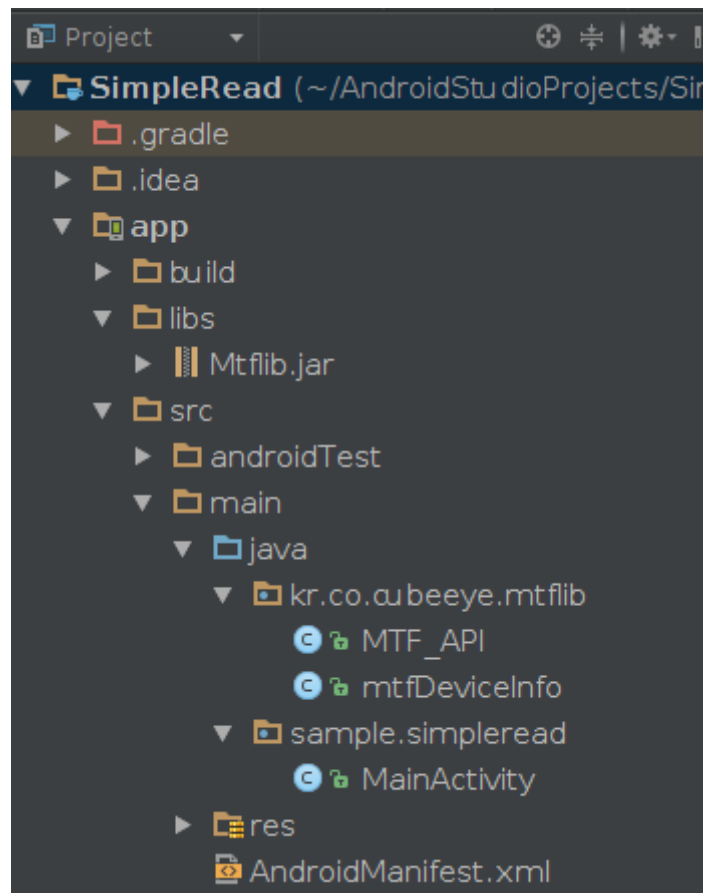 Project
SimpleRead (~/AndroidStudioProjects/Sir
.gradle
.idea
app
build
libs
Mtflib.jar
src
androidTest
main
java
kr.co.cubeeye.mtflib
MTF_API
mtfDeviceInfo
sample.simpleread
MainActivity
res
AndroidManifest.xml